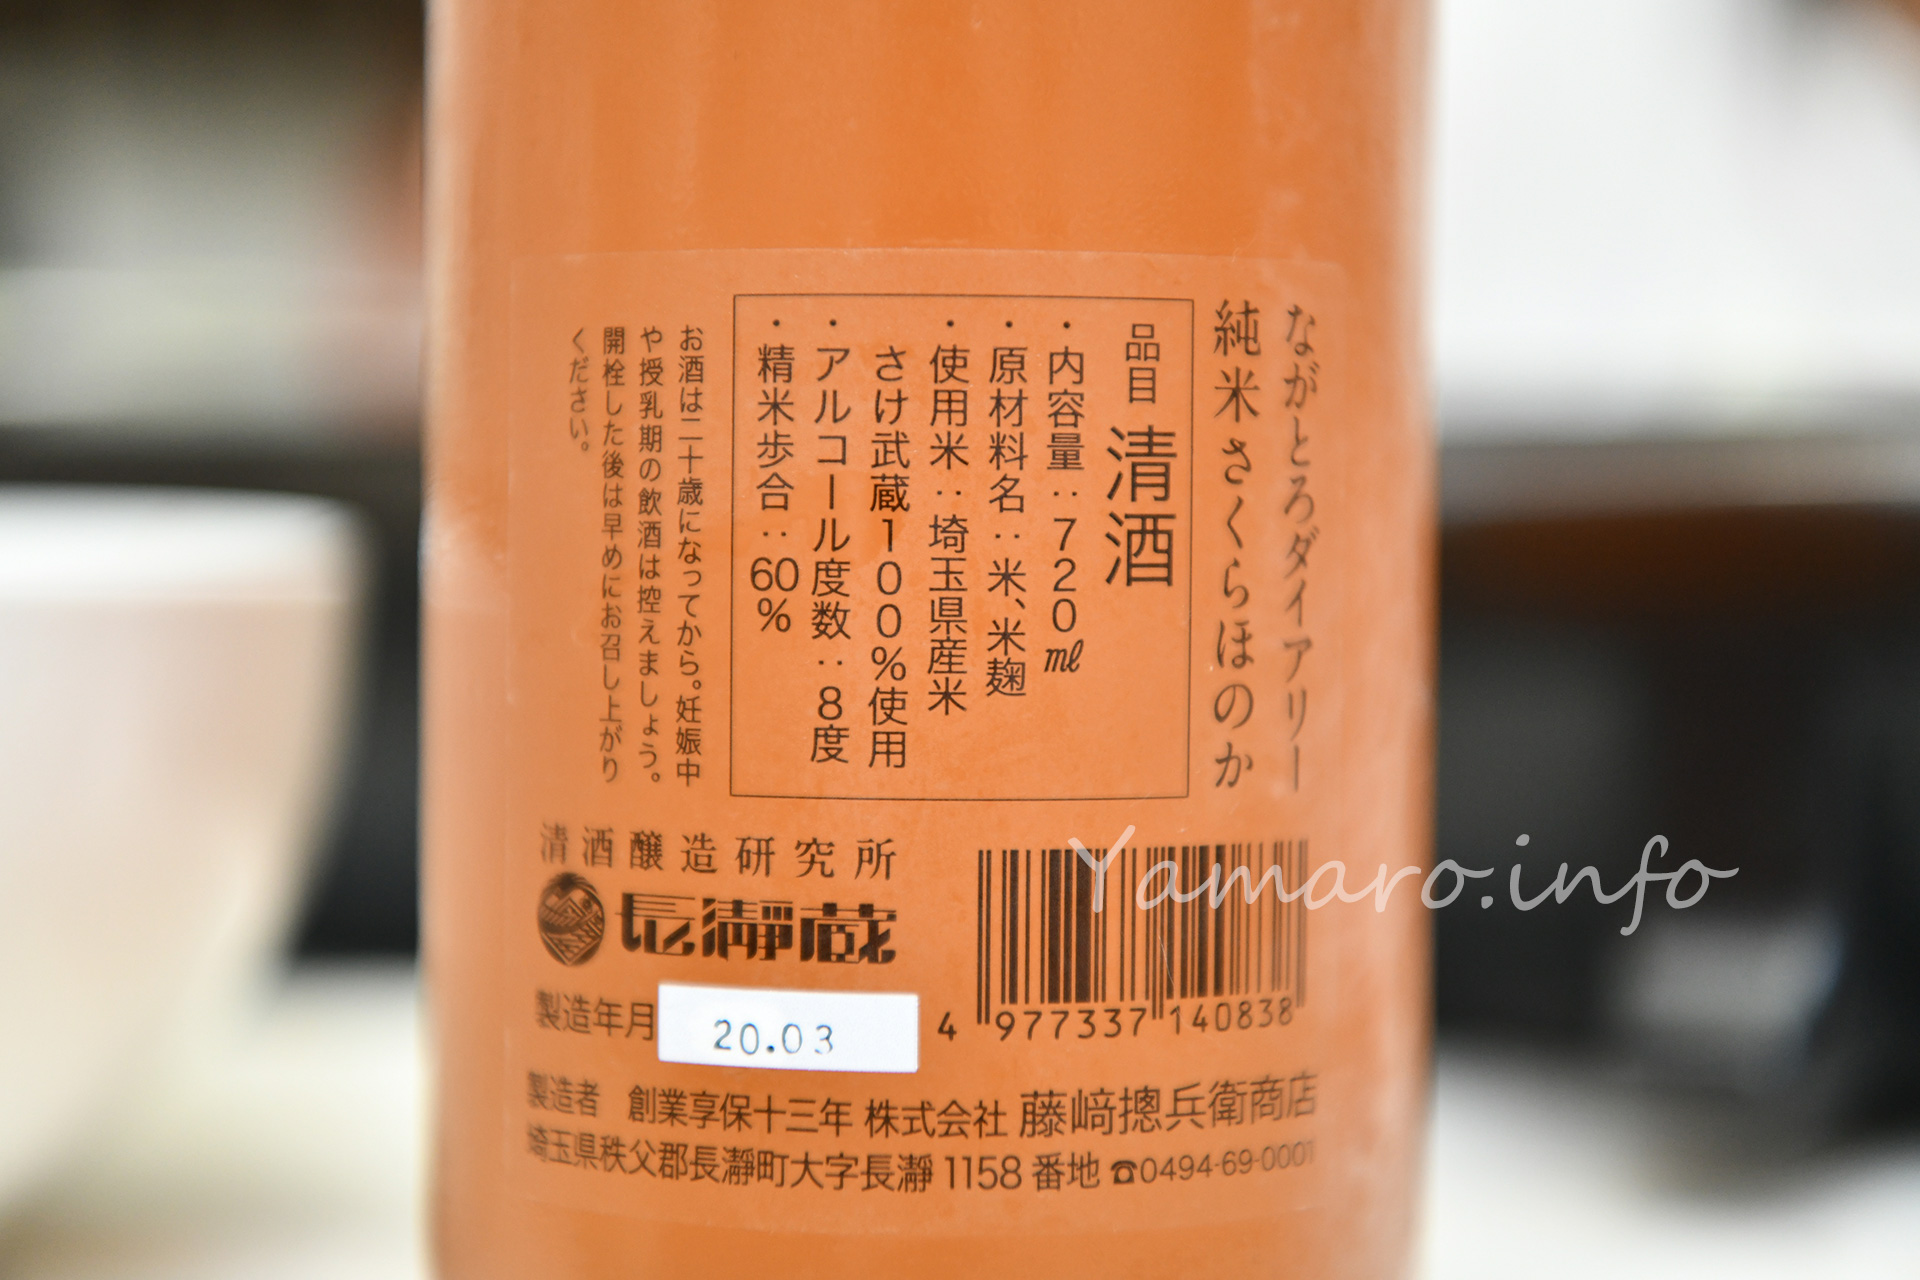 ながとろダイアリー
純米さくらほのか
品目 清酒
・内容量：720㎖
・原材料名：米、米麹
・使用米：埼玉県産米
さけ武蔵100%使用
・アルコール度数：8度
・精米歩合：60%
お酒は二十歳になってから。妊娠中
や授乳期の飲酒は控えましょう。
開栓した後は早めにお召し上がり
ください。
清酒醸造研究所
長瀞蔵
製造年月 20.03
4 977337 140838
製造者 創業享保十三年 株式会社 藤﨑摠兵衛商店
埼玉県秩父郡長瀞町大字長瀞1158番地 ☎0494-69-0001
Yamaro.info